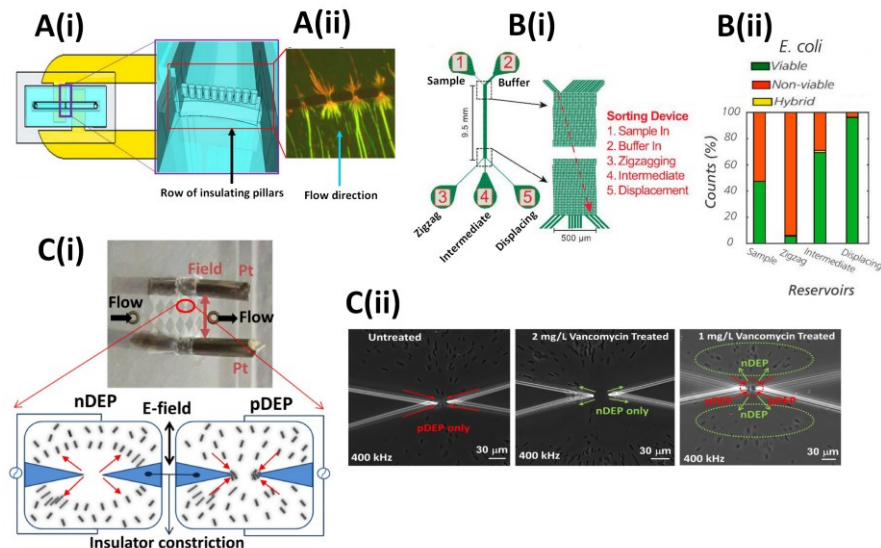 A(i)
A(ii)
Row of insulating pillars
Flow direction
B(i)
1
2
Sample
Buffer
9.5 mm
3
4
5
Zigzag
Intermediate
Displacing
500 µm
Sorting Device
1. Sample In
2. Buffer In
3. Zigzagging
4. Intermediate
5. Displacement
B(ii)
E. coli
Viable
Non-viable
Hybrid
Counts (%)
100
80
60
40
20
0
Sample
Zigzag
Intermediate
Displacing
Reservoirs
C(i)
Field
Pt
Flow
Flow
Pt
nDEP
E-field
pDEP
Insulator constriction
C(ii)
Untreated
pDEP only
400 kHz
30 µm
2 mg/L Vancomycin Treated
nDEP only
400 kHz
30 µm
1 mg/L Vancomycin Treated
nDEP
pDEP
pDEP
nDEP
400 kHz
30 µm